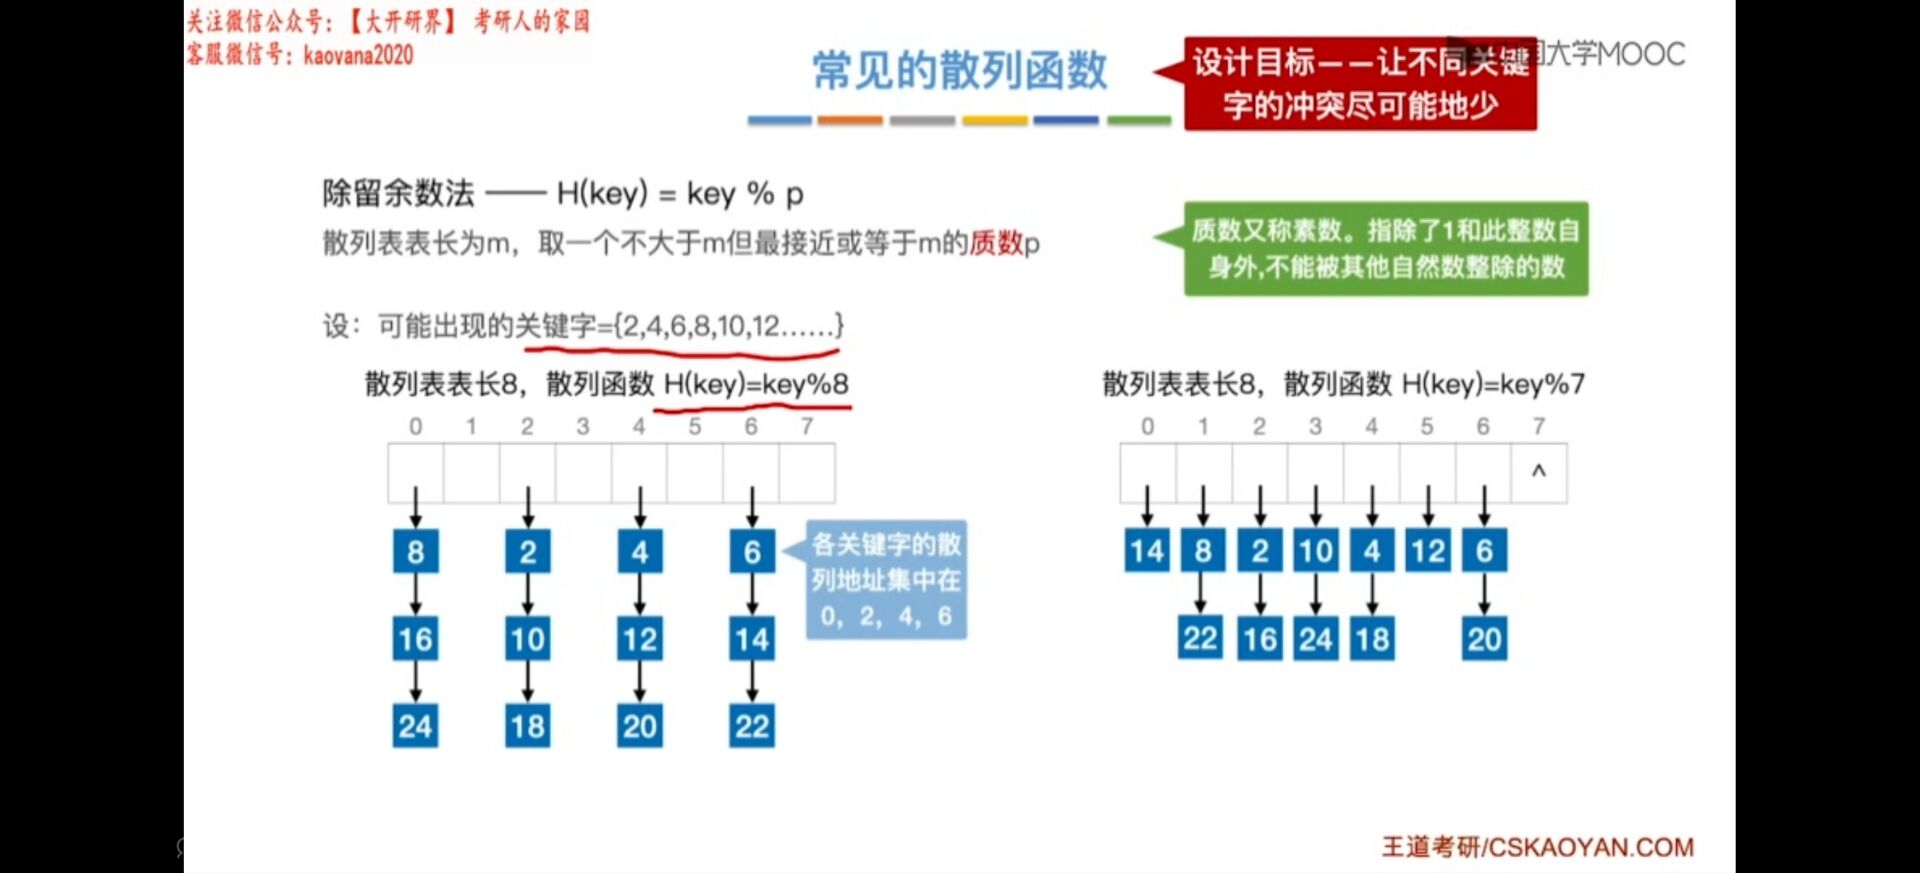 关注微信公众号：【大开研界】 考研人的家园
客服微信号：kaovana2020
常见的散列函数
设计目标——让不同关键
字的冲突尽可能地少
国大学MOOC
除留余数法 —— H(key) = key % p
散列表表长为m，取一个不大于m但最接近或等于m的质数p
质数又称素数。指除了1和此整数自
身外,不能被其他自然数整除的数
设：可能出现的关键字={2,4,6,8,10,12……}
散列表表长8，散列函数 H(key)=key%8
0 1 2 3 4 5 6 7
8 2 4 6
16 10 12 14
24 18 20 22
各关键字的散
列地址集中在
0，2，4，6
散列表表长8，散列函数 H(key)=key%7
0 1 2 3 4 5 6 7
^
14 8 2 10 4 12 6
22 16 24 18 20
王道考研/CSKAOYAN.COM